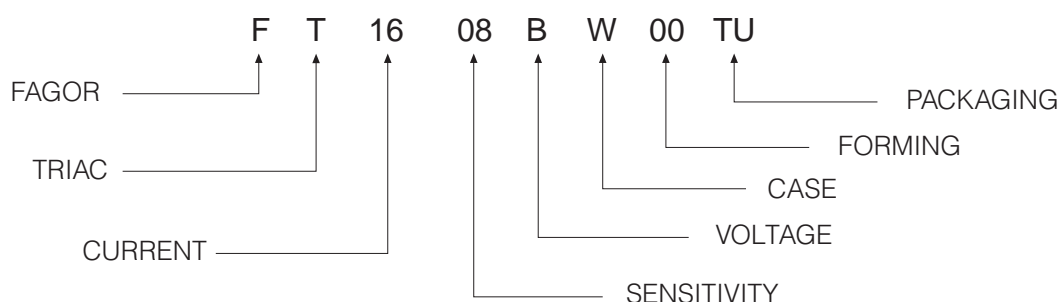 F T 16 08 B W 00 TU
FAGOR
PACKAGING
FORMING
TRIAC
CASE
VOLTAGE
CURRENT
SENSITIVITY